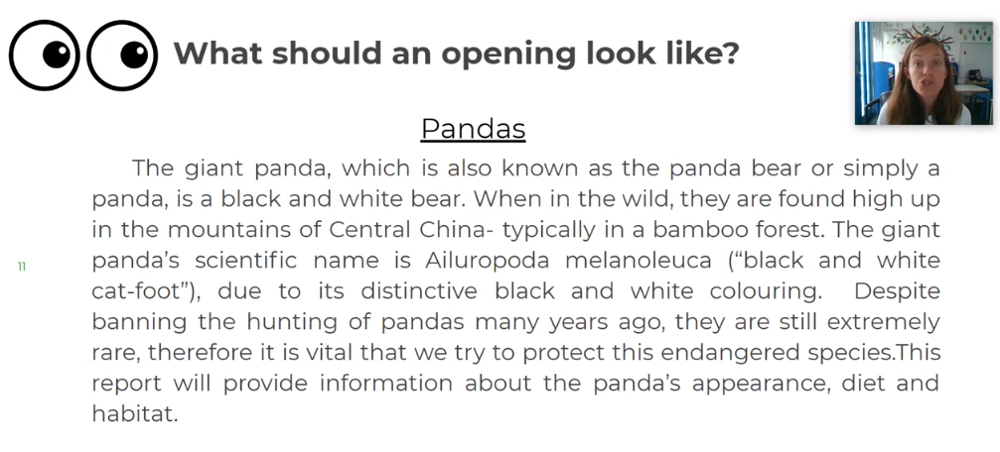 What should an opening look like?
Pandas
The giant panda, which is also known as the panda bear or simply a
panda, is a black and white bear. When in the wild, they are found high up
in the mountains of Central China- typically in a bamboo forest. The giant
panda’s scientific name is Ailuropoda melanoleuca (“black and white
cat-foot”), due to its distinctive black and white colouring. Despite
banning the hunting of pandas many years ago, they are still extremely
rare, therefore it is vital that we try to protect this endangered species.This
report will provide information about the panda’s appearance, diet and
habitat.
11